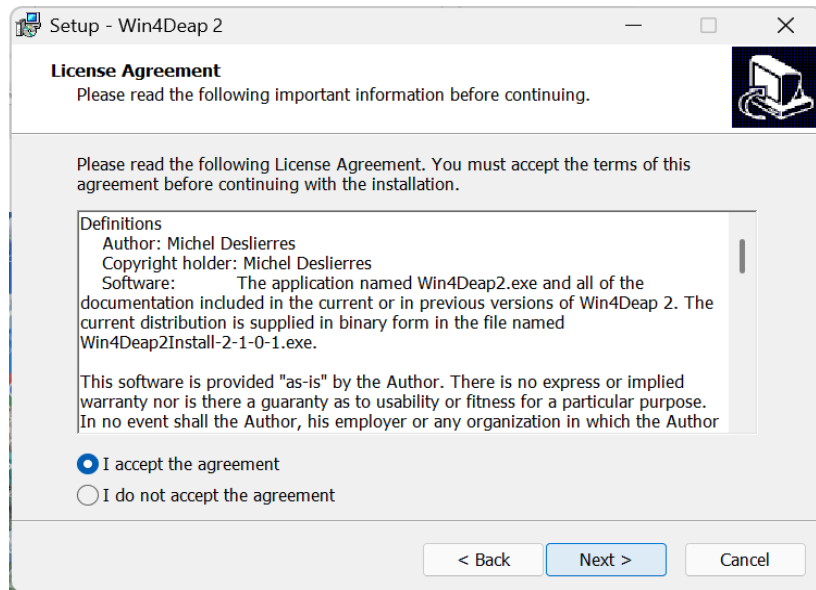 Setup - Win4Deap 2
License Agreement
Please read the following important information before continuing.
Please read the following License Agreement. You must accept the terms of this
agreement before continuing with the installation.
Definitions
Author: Michel Deslierres
Copyright holder: Michel Deslierres
Software: The application named Win4Deap2.exe and all of the
documentation included in the current or in previous versions of Win4Deap 2. The
current distribution is supplied in binary form in the file named
Win4Deap2Install-2-1-0-1.exe.
This software is provided "as-is" by the Author. There is no express or implied
warranty nor is there a guaranty as to usability or fitness for a particular purpose.
In no event shall the Author, his employer or any organization in which the Author
I accept the agreement
I do not accept the agreement
< Back
Next >
Cancel